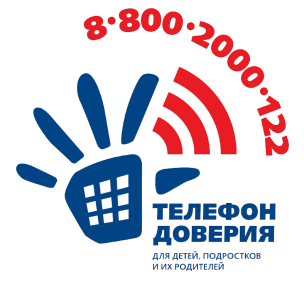 8·800·2000·122
ТЕЛЕФОН
ДОВЕРИЯ
ДЛЯ ДЕТЕЙ, ПОДРОСТКОВ
И ИХ РОДИТЕЛЕЙ